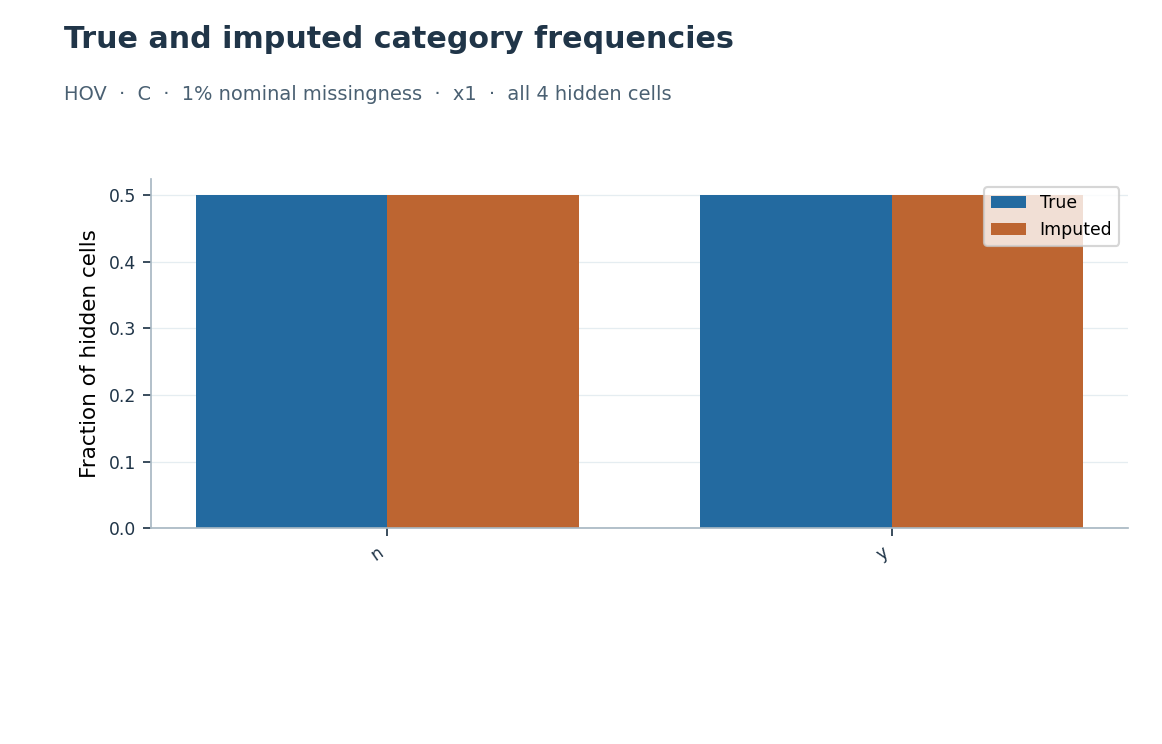 True and imputed category frequencies
HOV · C · 1% nominal missingness · x1 · all 4 hidden cells
Fraction of hidden cells
0.5
0.4
0.3
0.2
0.1
0.0
True
Imputed
n
y